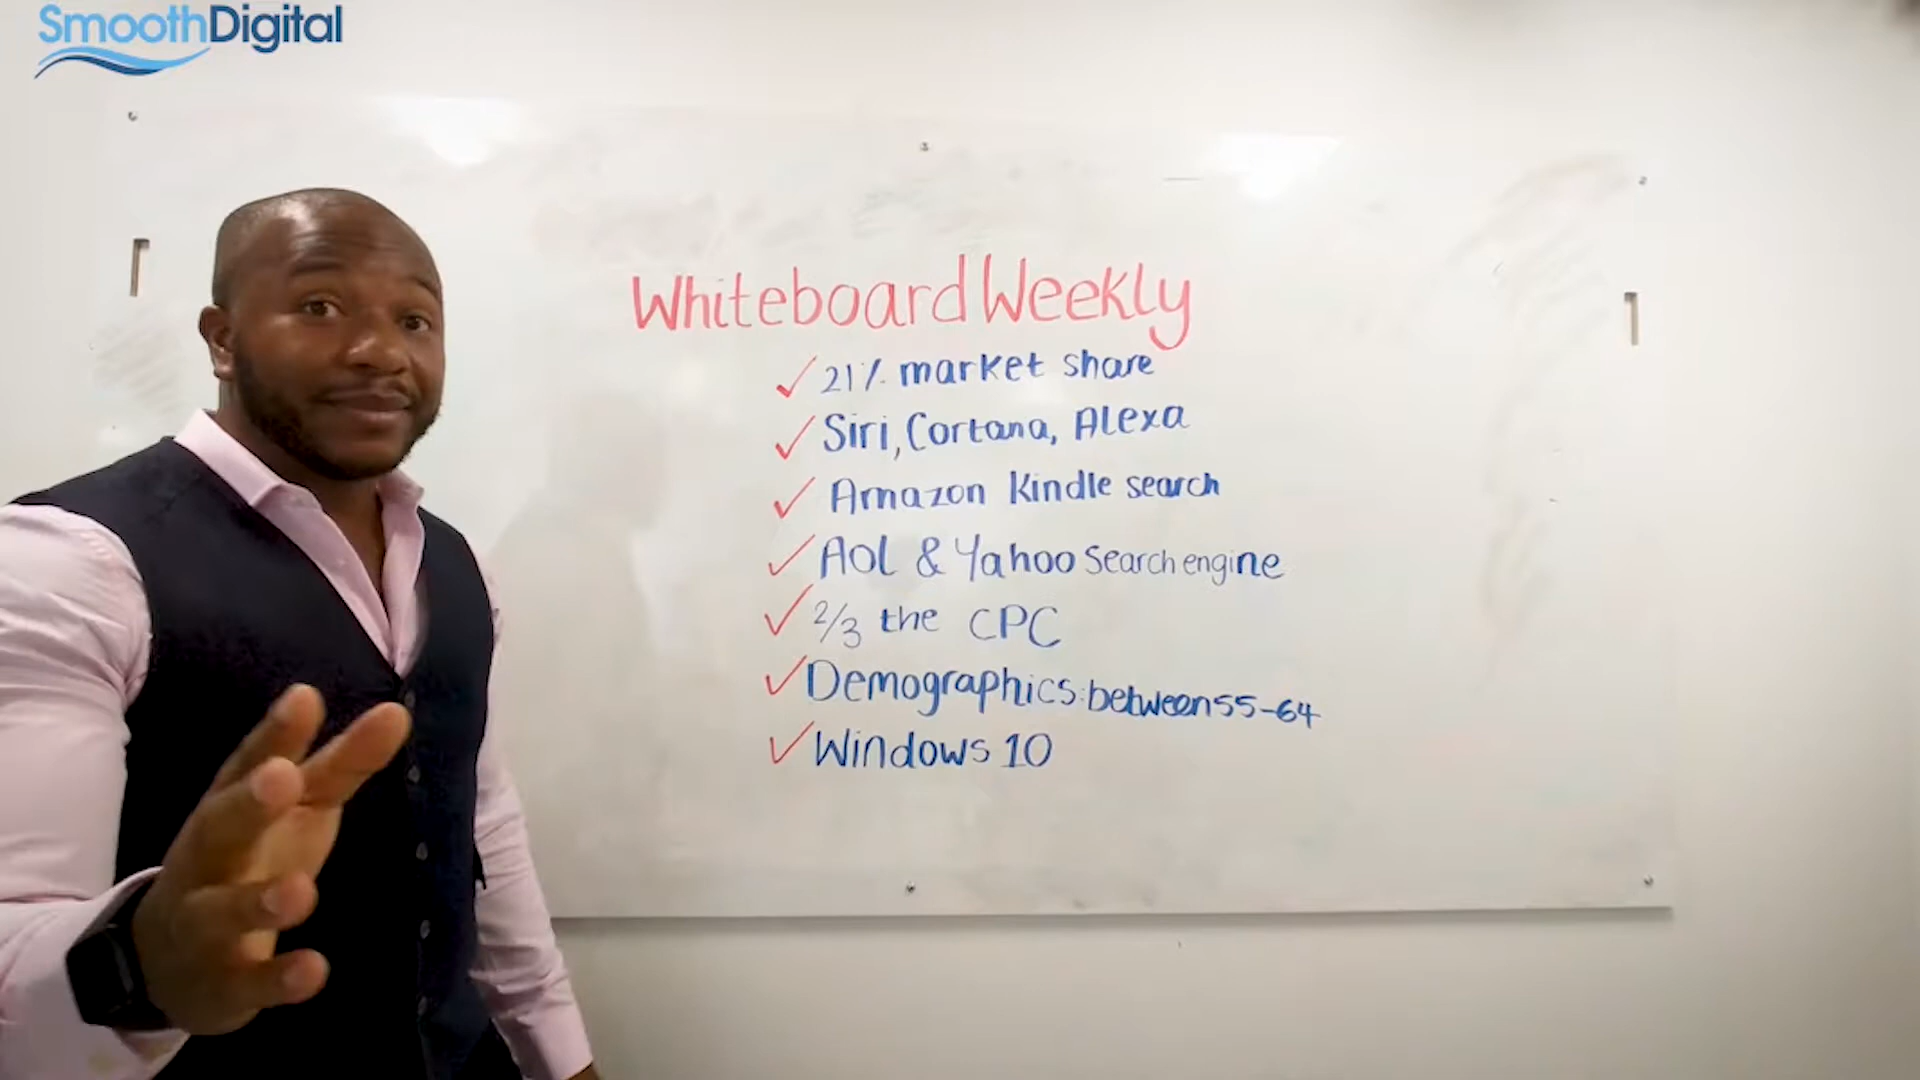 SmoothDigital
Whiteboard Weekly
✓ 21% market share
✓ Siri, Cortana, Alexa
✓ Amazon Kindle search
✓ AOL & Yahoo Search engine
✓ 2/3 the CPC
✓ Demographics: between 55-64
✓ Windows 10